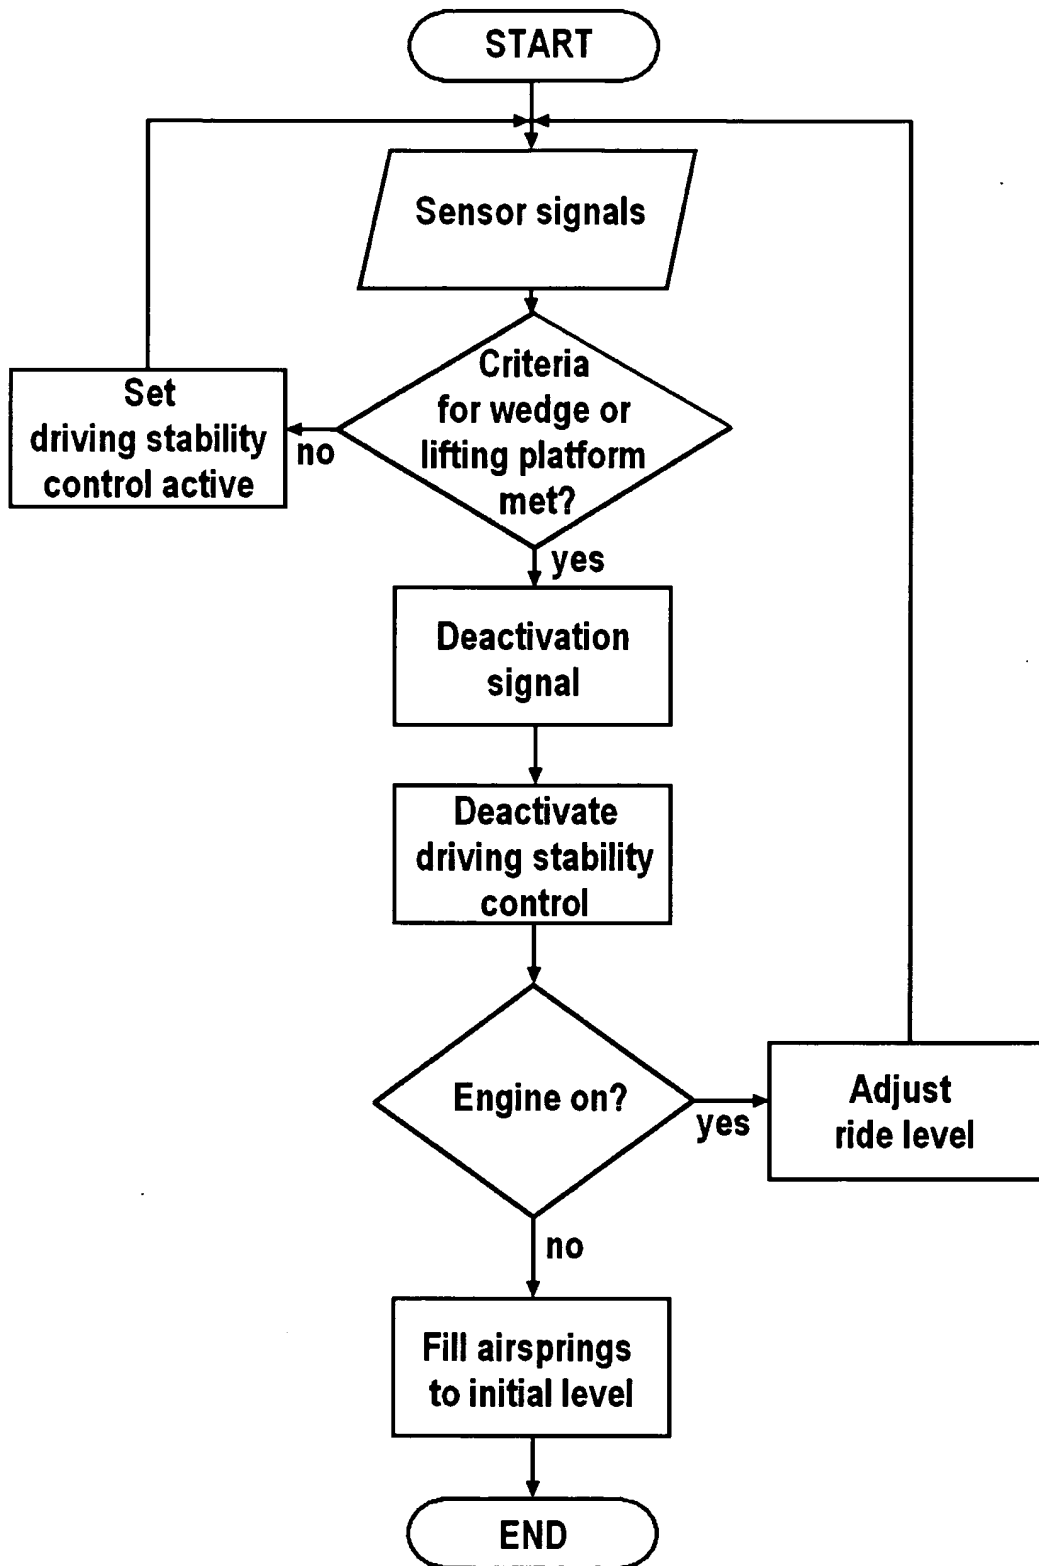 START
Sensor signals
Criteria
for wedge or
lifting platform
met?
no
Set
driving stability
control active
yes
Deactivation
signal
Deactivate
driving stability
control
Engine on?
yes
Adjust
ride level
no
Fill airsprings
to initial level
END